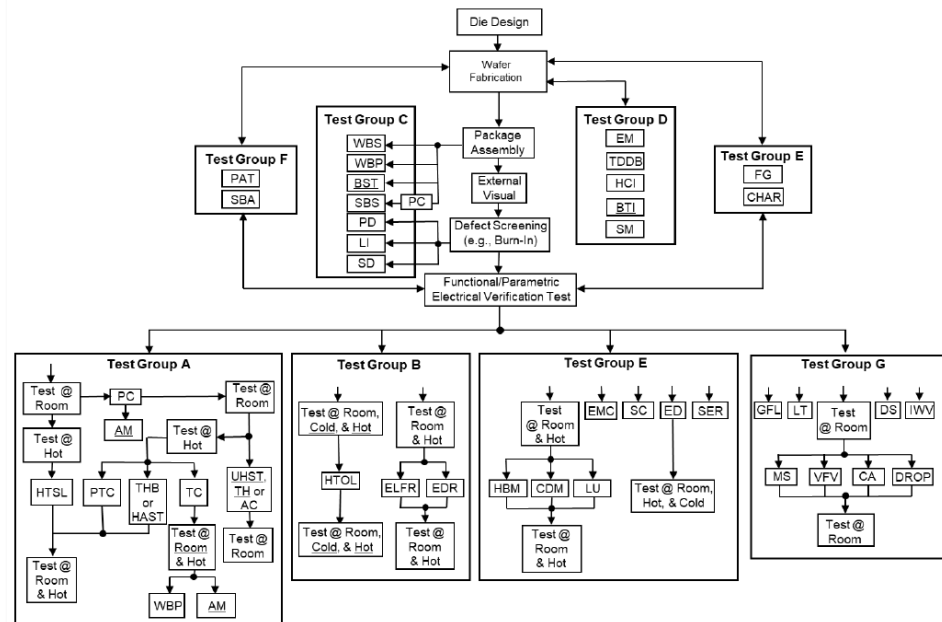 Die Design
Wafer
Fabrication
Test Group C
WBS
WBP
BST
SBS
PC
PD
LI
SD
Package
Assembly
External
Visual
Defect Screening
(e.g., Burn-In)
Functional/Parametric
Electrical Verification Test
Test Group D
EM
TDDB
HCI
BTI
SM
Test Group F
PAT
SBA
Test Group E
FG
CHAR
Test Group A
Test @
Room
PC
Test @
Room
AM
Test @
Hot
Test @
Hot
HTSL
PTC
THB
or
HAST
TC
UHST,
TH or
AC
Test @
Room
& Hot
Test @
Room
& Hot
Test @
Room
WBP
AM
Test Group B
Test @ Room,
Cold, & Hot
Test @
Room
& Hot
HTOL
ELFR
EDR
Test @ Room,
Cold, & Hot
Test @
Room
& Hot
Test Group E
Test @
Room
& Hot
EMC
SC
ED
SER
HBM
CDM
LU
Test @ Room,
Hot, & Cold
Test @
Room
& Hot
Test Group G
GFL
LT
Test
@ Room
DS
IWV
MS
VFV
CA
DROP
Test @
Room